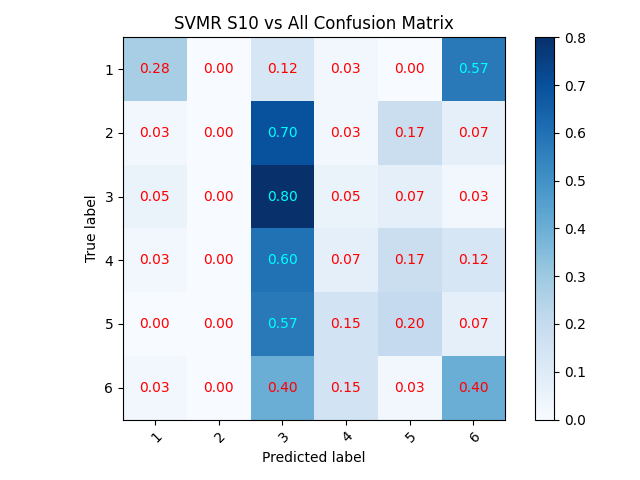 SVMR S10 vs All Confusion Matrix
True label
1 0.28 0.00 0.12 0.03 0.00 0.57
2 0.03 0.00 0.70 0.03 0.17 0.07
3 0.05 0.00 0.80 0.05 0.07 0.03
4 0.03 0.00 0.60 0.07 0.17 0.12
5 0.00 0.00 0.57 0.15 0.20 0.07
6 0.03 0.00 0.40 0.15 0.03 0.40
1 2 3 4 5 6
Predicted label
0.8
0.7
0.6
0.5
0.4
0.3
0.2
0.1
0.0